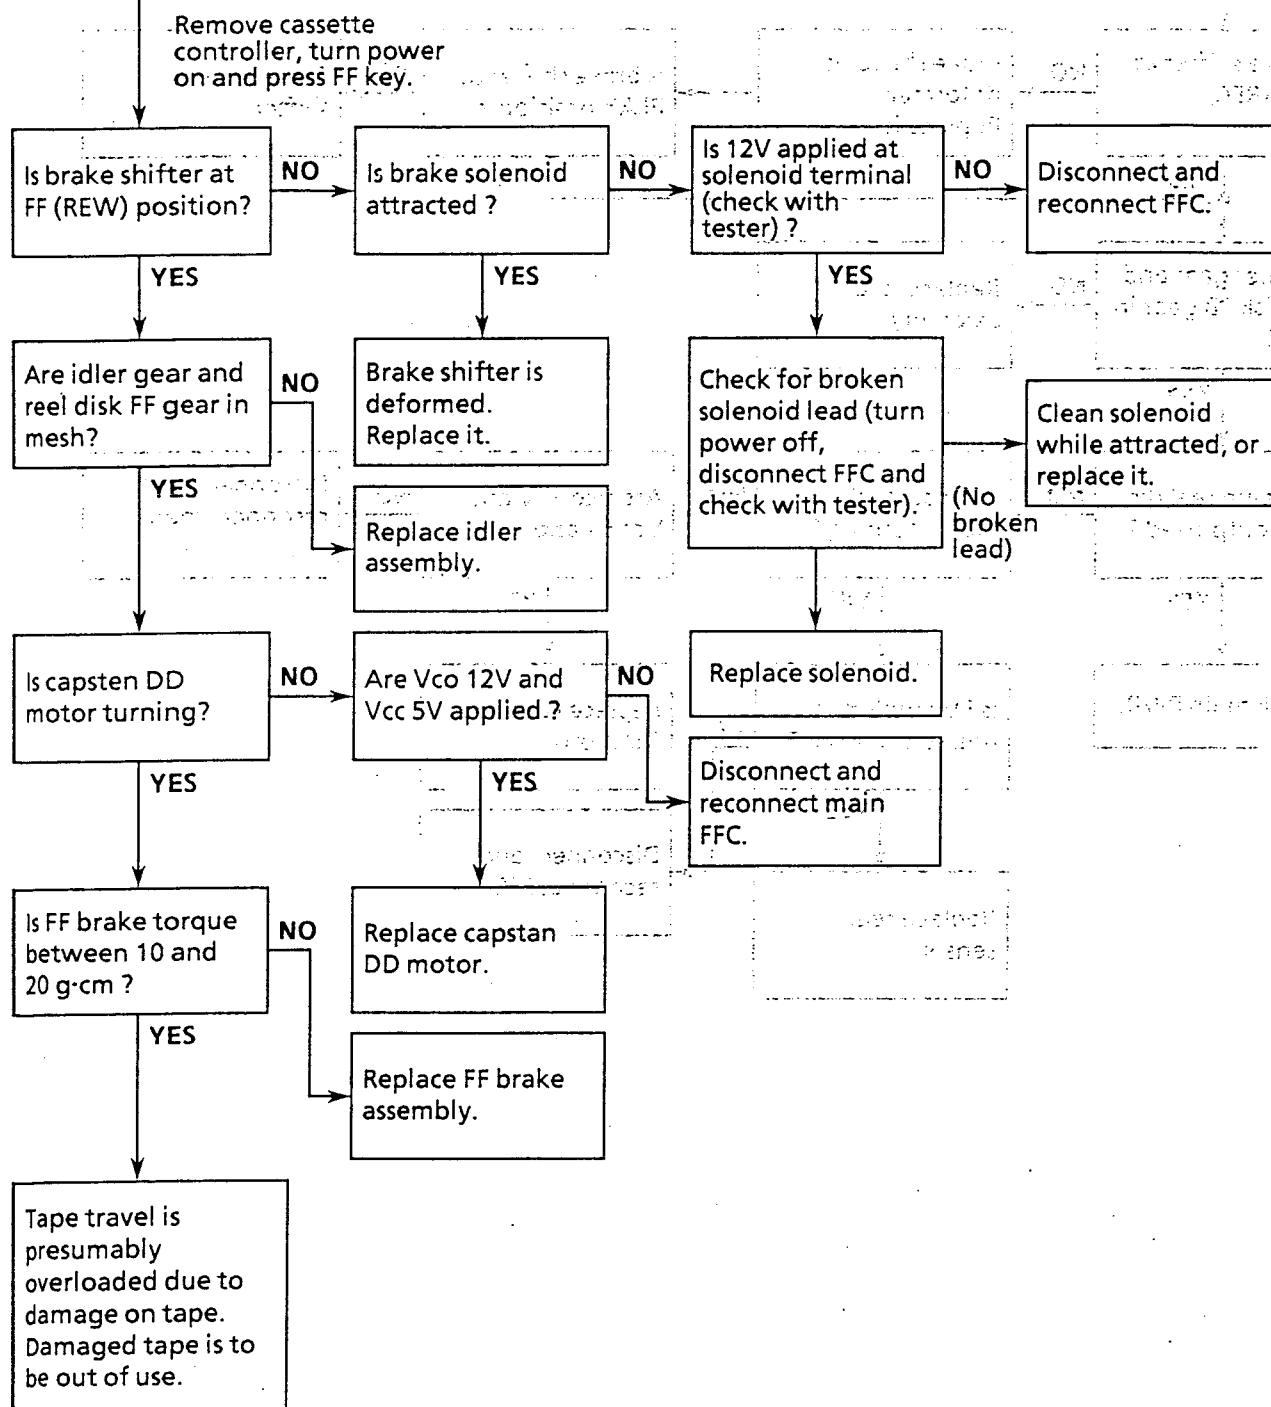 Remove cassette
controller, turn power
on and press FF key.
Is brake shifter at
FF (REW) position?
NO
Is brake solenoid
attracted ?
NO
Is 12V applied at
solenoid terminal
(check with
tester) ?
NO
Disconnect and
reconnect FFC.
YES
YES
YES
Are idler gear and
reel disk FF gear in
mesh?
NO
Brake shifter is
deformed.
Replace it.
Check for broken
solenoid lead (turn
power off,
disconnect FFC and
check with tester).
(No
broken
lead)
Clean solenoid
while attracted, or
replace it.
YES
Replace idler
assembly.
Replace solenoid.
Is capsten DD
motor turning?
NO
Are Vco 12V and
Vcc 5V applied ?
NO
Disconnect and
reconnect main
FFC.
YES
YES
Is FF brake torque
between 10 and
20 g·cm ?
NO
Replace capstan
DD motor.
YES
Replace FF brake
assembly.
Tape travel is
presumably
overloaded due to
damage on tape.
Damaged tape is to
be out of use.